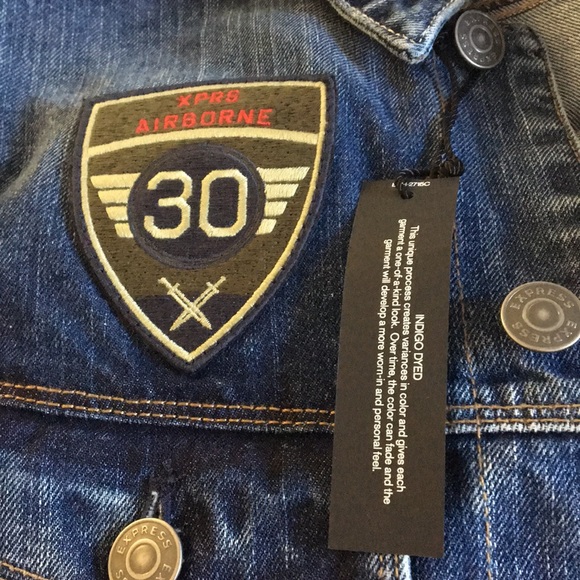 XPRS
AIRBORNE
30
INDIGO DYED
This unique process creates variances in color and gives each
garment a one-of-a-kind look. Over time, the color can fade and the
garment will develop a more worn-in and personal feel.
EXPRESS EXPRESS
EXPRESS